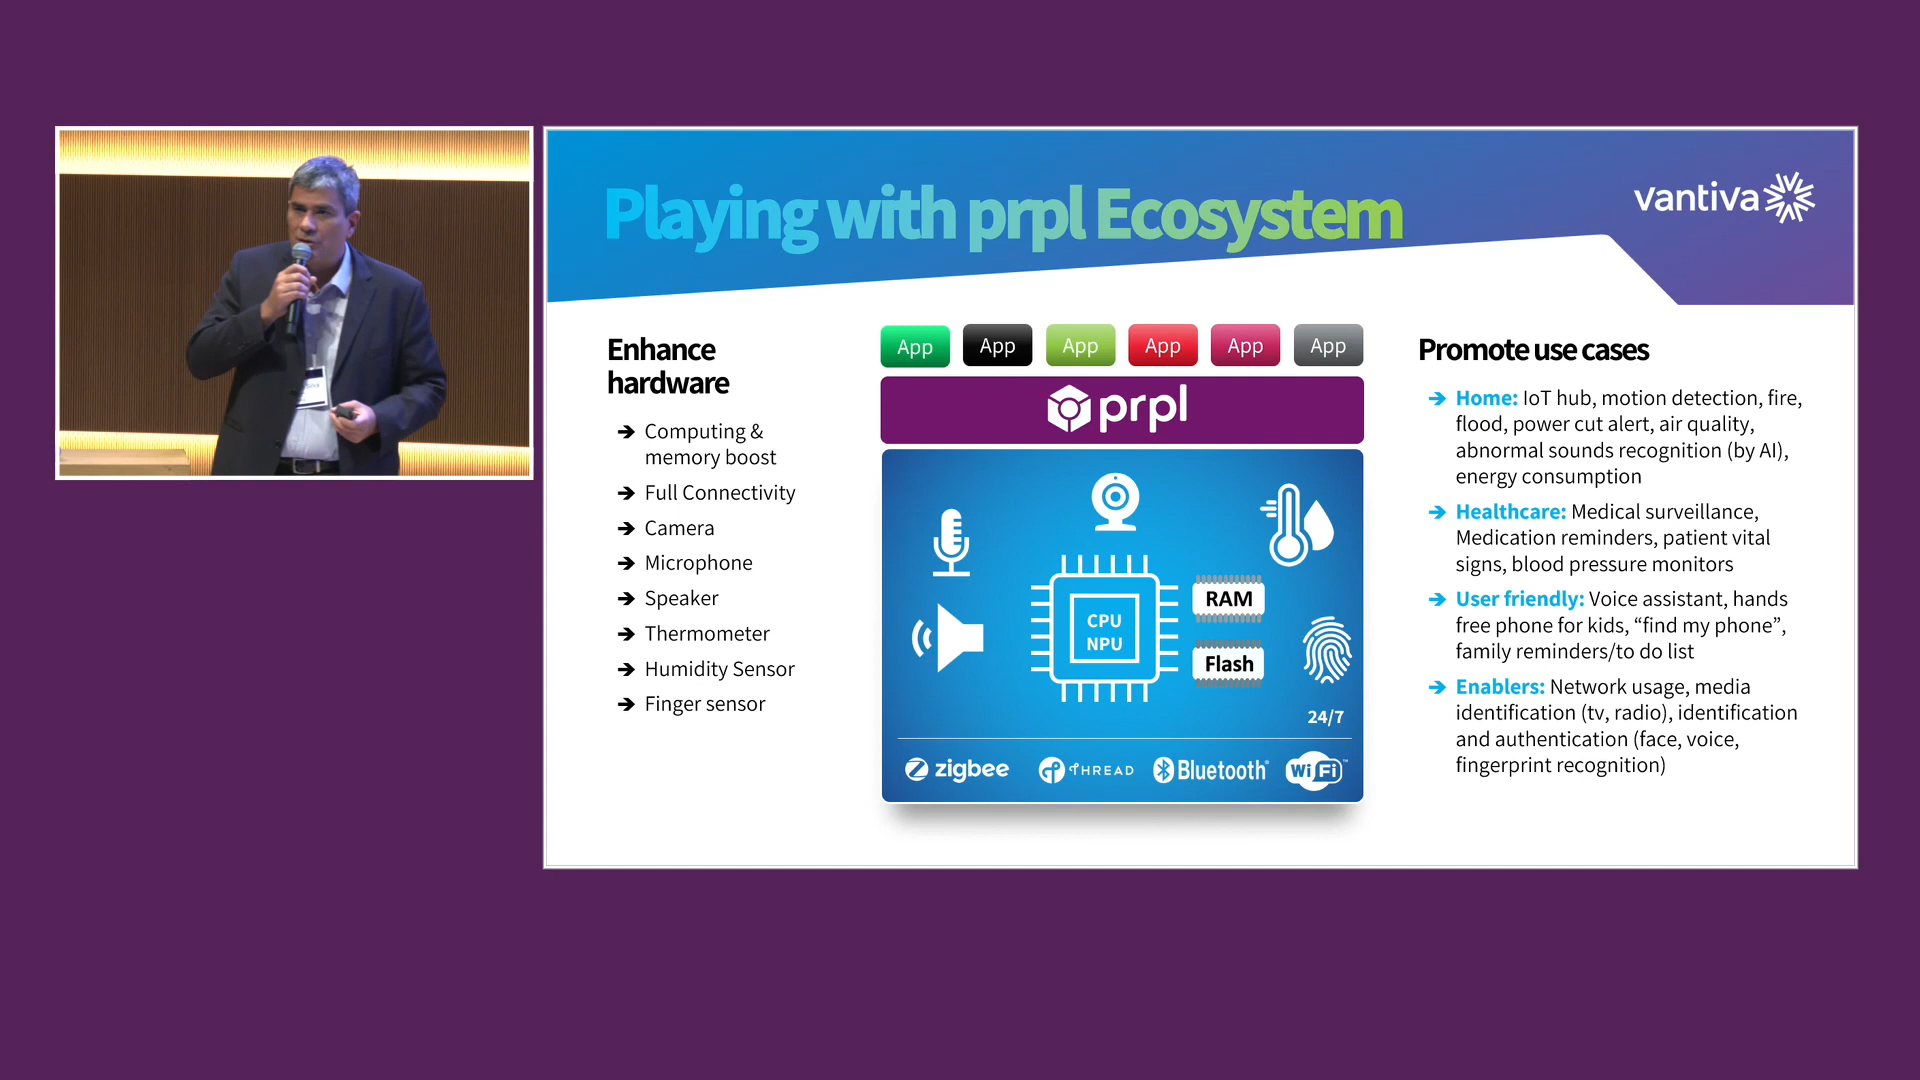 Playing with prpl Ecosystem
vantiva
Enhance
hardware
➔ Computing &
memory boost
➔ Full Connectivity
➔ Camera
➔ Microphone
➔ Speaker
➔ Thermometer
➔ Humidity Sensor
➔ Finger sensor
App App App App App App
prpl
CPU
NPU
RAM
Flash
24/7
zigbee THREAD Bluetooth® WiFi™
Promote use cases
➔ Home: IoT hub, motion detection, fire,
flood, power cut alert, air quality,
abnormal sounds recognition (by AI),
energy consumption
➔ Healthcare: Medical surveillance,
Medication reminders, patient vital
signs, blood pressure monitors
➔ User friendly: Voice assistant, hands
free phone for kids, “find my phone”,
family reminders/to do list
➔ Enablers: Network usage, media
identification (tv, radio), identification
and authentication (face, voice,
fingerprint recognition)